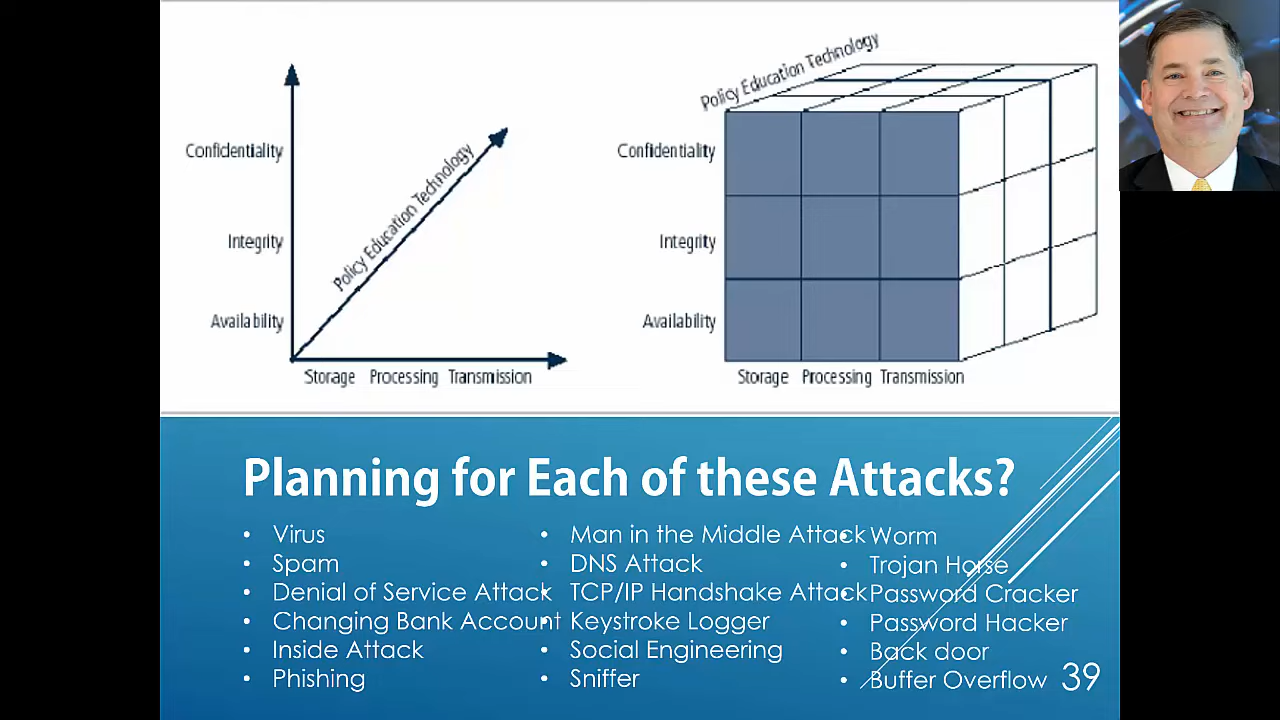 Confidentiality
Integrity
Availability
Policy Education Technology
Storage Processing Transmission
Policy Education Technology
Confidentiality
Integrity
Availability
Storage Processing Transmission
Planning for Each of these Attacks?
• Virus
• Spam
• Denial of Service Attack
• Changing Bank Account
• Inside Attack
• Phishing
• Man in the Middle Attack
• DNS Attack
• TCP/IP Handshake Attack
• Keystroke Logger
• Social Engineering
• Sniffer
• Worm
• Trojan Horse
• Password Cracker
• Password Hacker
• Back door
• Buffer Overflow
39